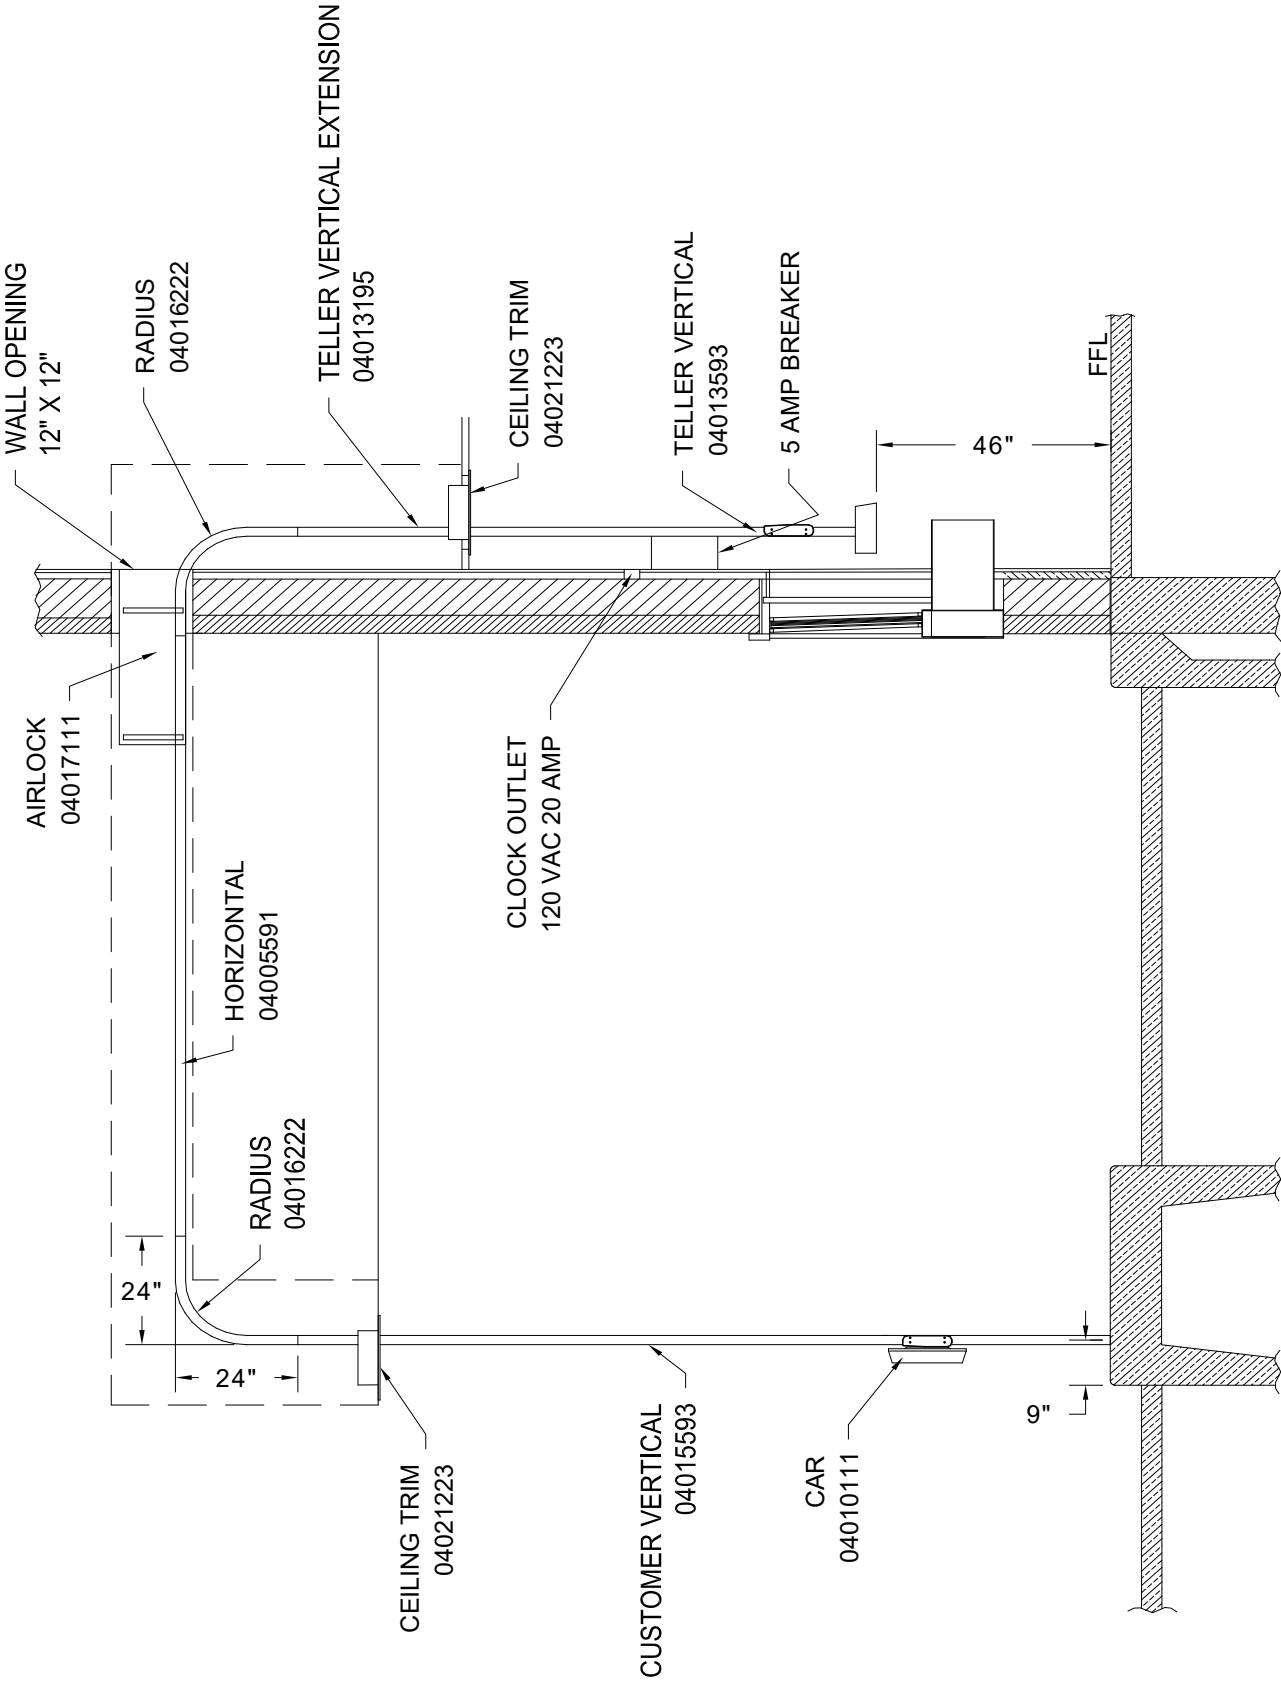 WALL OPENING
12" X 12"
RADIUS
04016222
TELLER VERTICAL EXTENSION
04013195
CEILING TRIM
04021223
TELLER VERTICAL
04013593
5 AMP BREAKER
FFL
46"
AIRLOCK
04017111
CLOCK OUTLET
120 VAC 20 AMP
HORIZONTAL
04005591
RADIUS
04016222
24"
24"
CEILING TRIM
04021223
CUSTOMER VERTICAL
04015593
CAR
04010111
9"